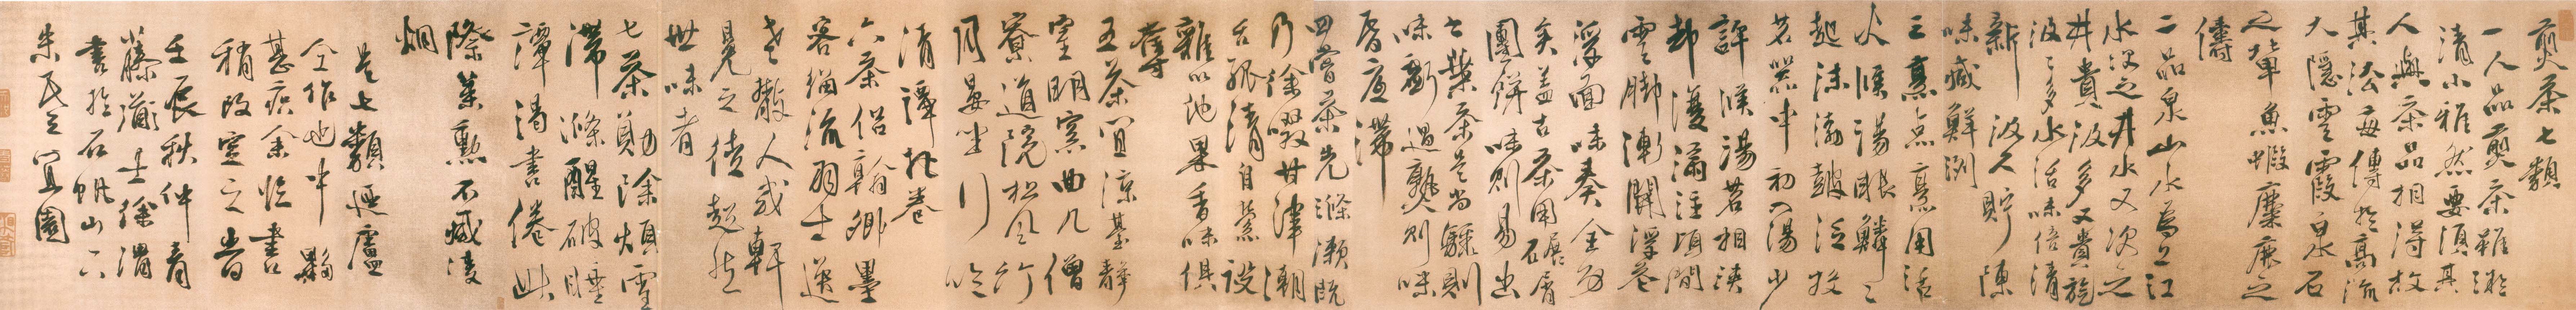 煎茶七類
一人品煎茶雖凝
清小雅然要須其
人與茶品相得故
其法每傳於高流
大隱雲霞泉石
之輩魚蝦麋鹿之
儔
二品泉山水為上江
水次之井水又次之
井貴汲多又貴旋
汲汲多水活味倍清
新汲久貯陳
味減鮮冽
三烹點烹用活
火候湯眼鱗鱗
起沫渤鼓泛投
茗器中初入湯少
許候湯茗相浹
却復滿注頃間
雲脚漸開浮花
浮面味奏全功
矣盖古茶用碾屑
團餅味則易出
今葉茶是尚驟則
味虧過熟則味
昏底滯
四嘗茶先滌漱既
乃徐啜甘津潮
舌孤清自縈設
雜以他果香味俱
奪
五茶宜凉臺靜
室明窗曲几僧
寮道院松風竹
月晏坐行吟
清譚把卷
六茶侣翰卿墨
客緇流羽士逸
老散人或軒
冕之徒超然
世味者
七茶勳除煩雪
滯滌醒破睡
譚渴書倦此
際策勳不減凌
烟
是七類迺盧
仝作也中夥
甚疾余臨書
稍改定之昔
壬辰秋仲青
藤道士徐渭
書於石帆山下
朱氏之宜園